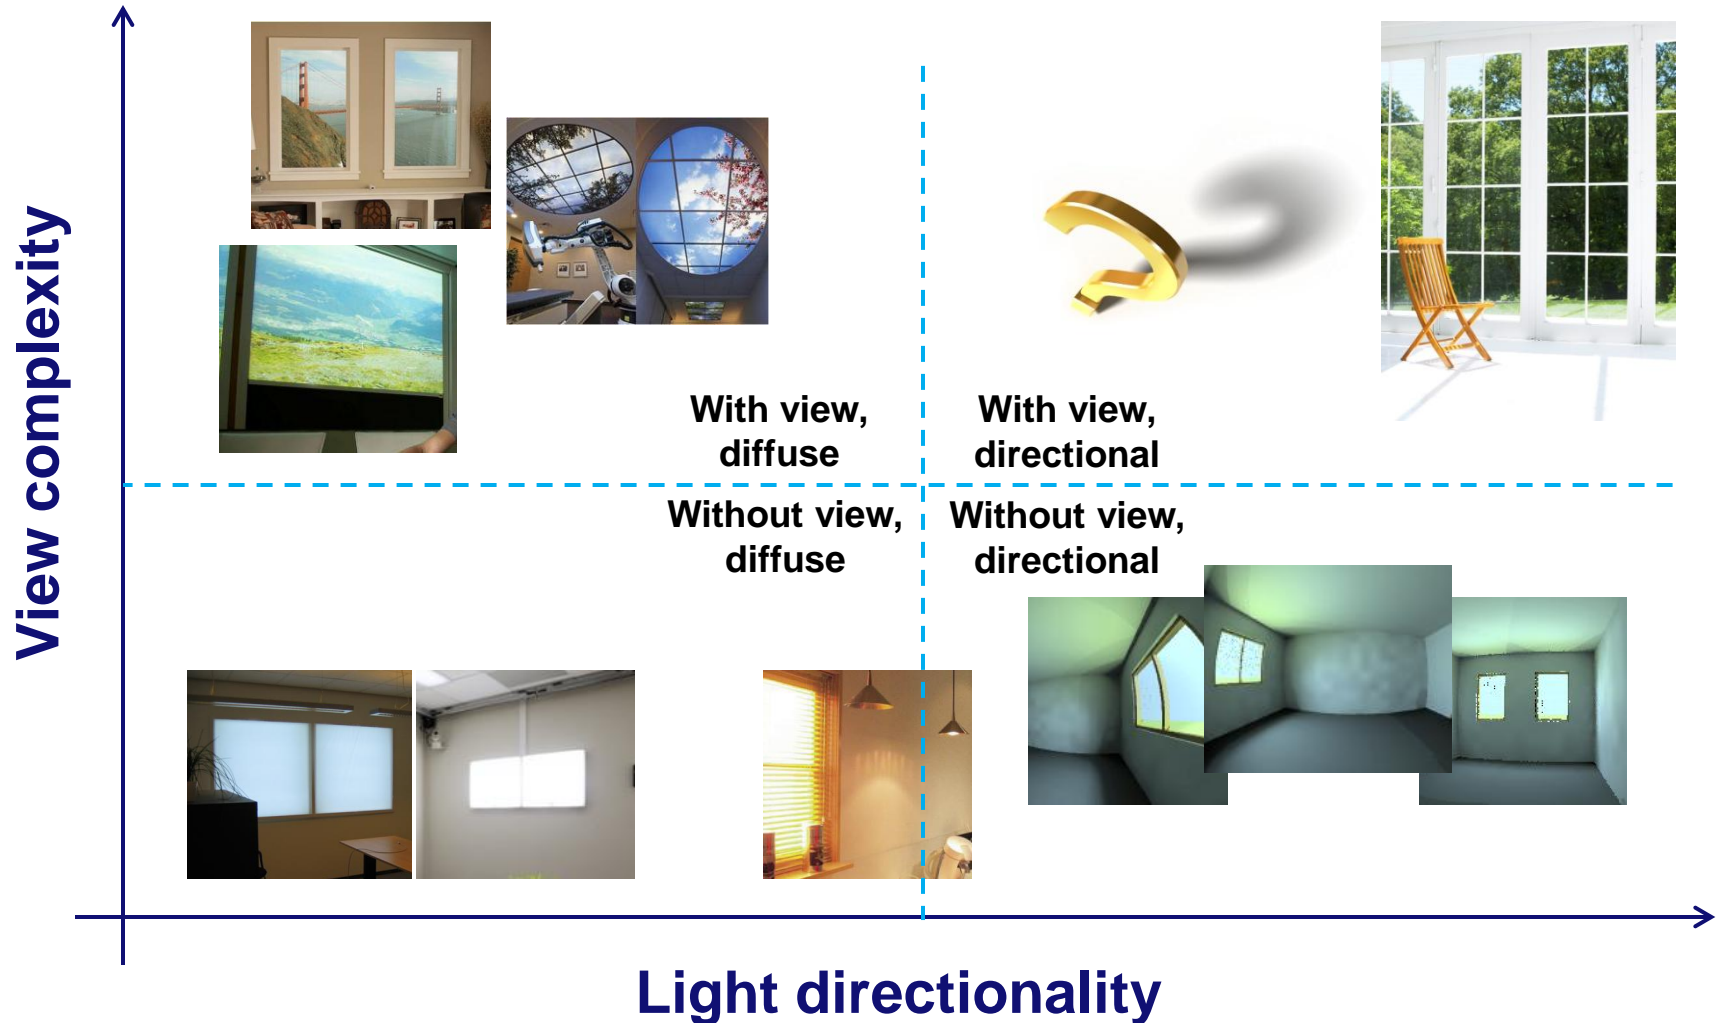 View complexity
With view,
diffuse
With view,
directional
Without view,
diffuse
Without view,
directional
Light directionality